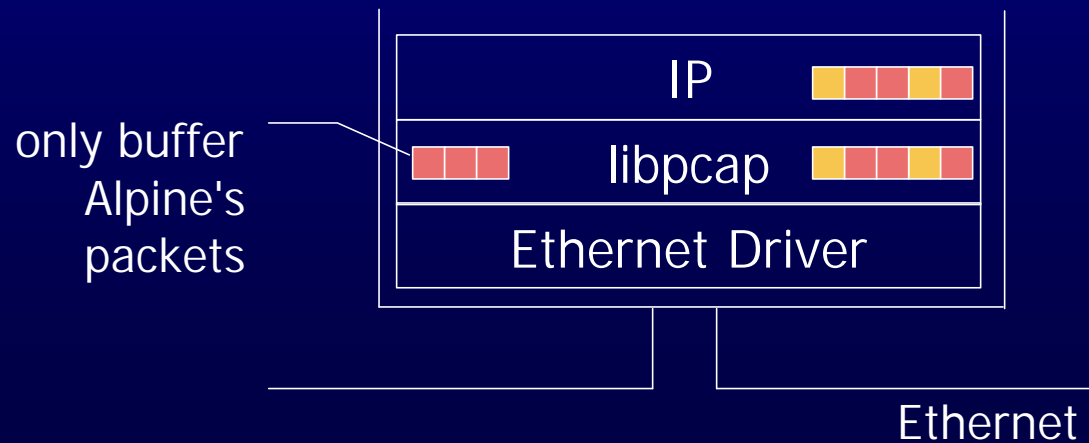 IP
only buffer
Alpine's
packets
libpcap
Ethernet Driver
Ethernet